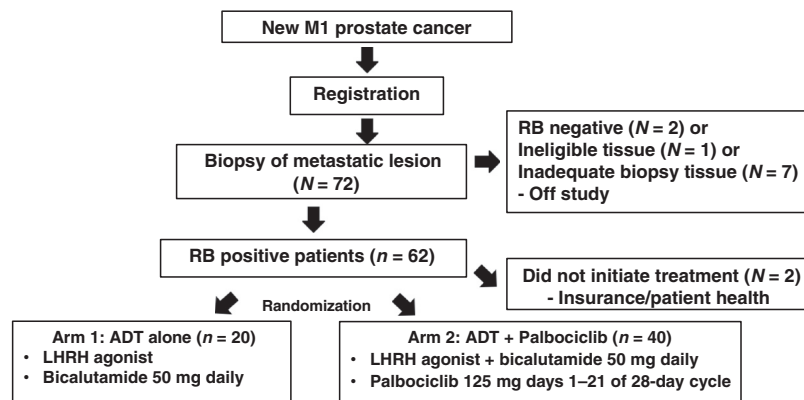 New M1 prostate cancer
Registration
Biopsy of metastatic lesion
(N = 72)
RB negative (N = 2) or
Ineligible tissue (N = 1) or
Inadequate biopsy tissue (N = 7)
- Off study
RB positive patients (n = 62)
Did not initiate treatment (N = 2)
- Insurance/patient health
Randomization
Arm 1: ADT alone (n = 20)
• LHRH agonist
• Bicalutamide 50 mg daily
Arm 2: ADT + Palbociclib (n = 40)
• LHRH agonist + bicalutamide 50 mg daily
• Palbociclib 125 mg days 1–21 of 28-day cycle